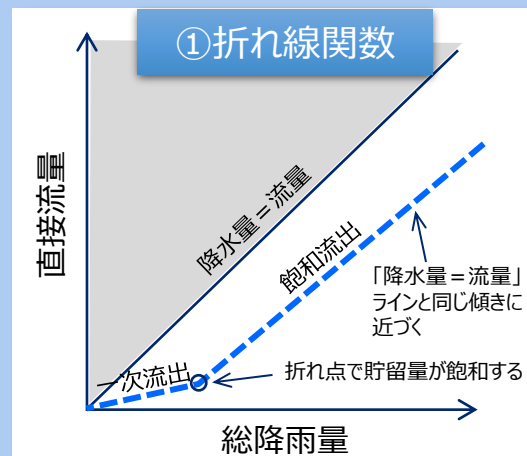 ①折れ線関数
直接流量
降水量＝流量
飽和流出
「降水量＝流量」
ラインと同じ傾きに
近づく
一次流出
折れ点で貯留量が飽和する
総降雨量